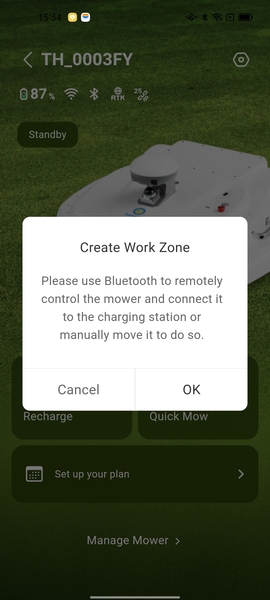 15:54
TH_0003FY
87%
RTK
25
Standby
Create Work Zone
Please use Bluetooth to remotely
control the mower and connect it
to the charging station or
manually move it to do so.
Cancel
OK
Recharge
Quick Mow
Set up your plan
Manage Mower